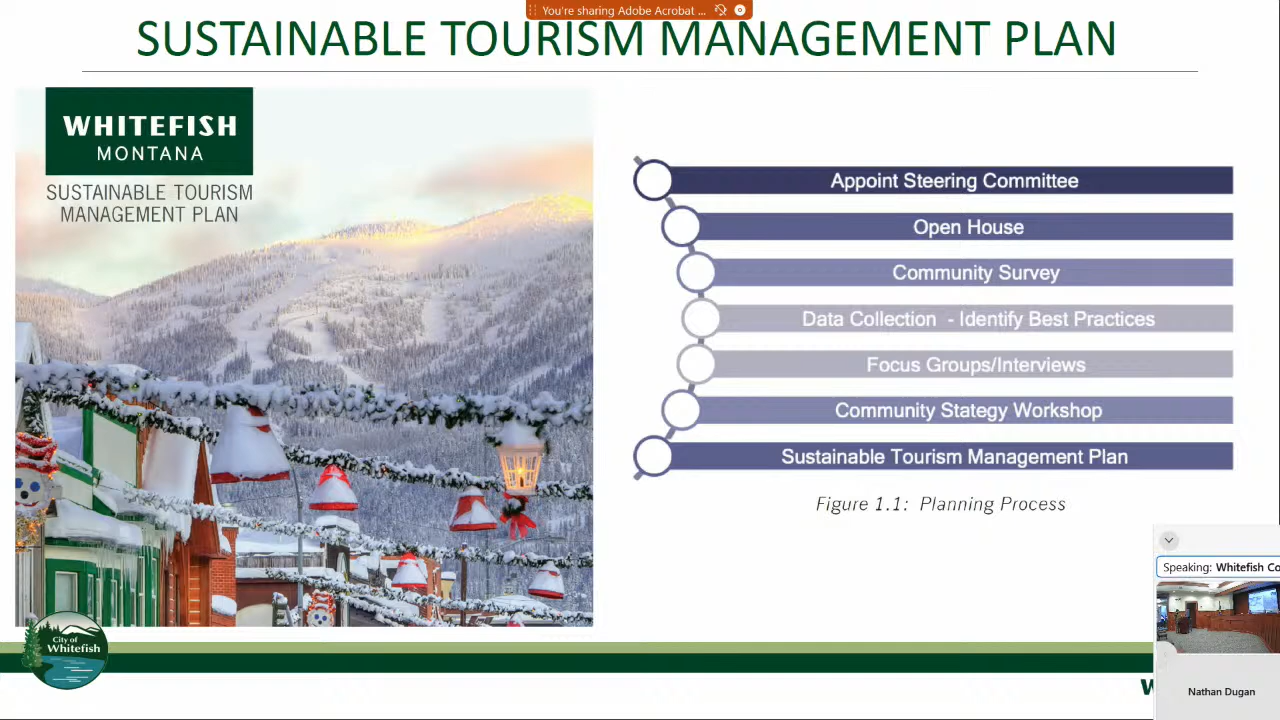 You're sharing Adobe Acrobat ...
SUSTAINABLE TOURISM MANAGEMENT PLAN
WHITEFISH
MONTANA
SUSTAINABLE TOURISM
MANAGEMENT PLAN
Appoint Steering Committee
Open House
Community Survey
Data Collection - Identify Best Practices
Focus Groups/Interviews
Community Stategy Workshop
Sustainable Tourism Management Plan
Figure 1.1: Planning Process
Speaking: Whitefish Co
City of
Whitefish
W
Nathan Dugan